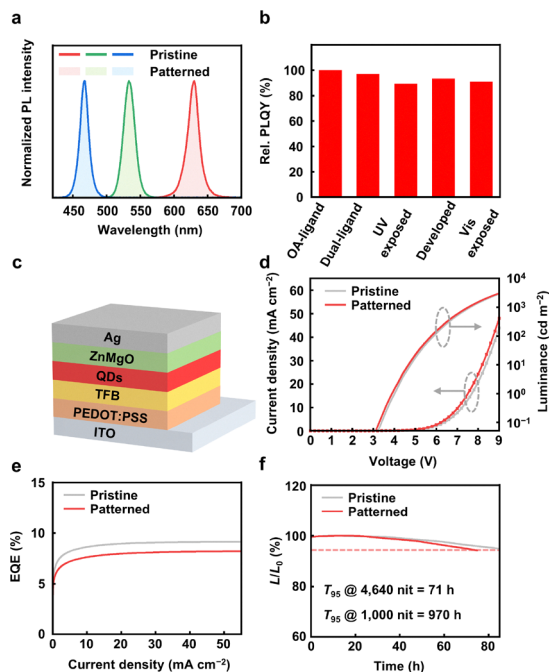 a
Normalized PL intensity
Pristine
Patterned
450 500 550 600 650 700
Wavelength (nm)
b
Rel. PLQY (%)
120
100
80
60
40
20
0
OA-ligand
Dual-ligand
UV
exposed
Developed
Vis
exposed
c
Ag
ZnMgO
QDs
TFB
PEDOT:PSS
ITO
d
Current density (mA cm⁻²)
60
50
40
30
20
10
0
Pristine
Patterned
10⁴
10³
10²
10¹
10⁰
10⁻¹
Luminance (cd m⁻²)
0 1 2 3 4 5 6 7 8 9
Voltage (V)
e
EQE (%)
15
10
5
0
Pristine
Patterned
0 10 20 30 40 50
Current density (mA cm⁻²)
f
L/L₀ (%)
120
100
80
60
Pristine
Patterned
T₉₅ @ 4,640 nit = 71 h
T₉₅ @ 1,000 nit = 970 h
0 20 40 60 80
Time (h)